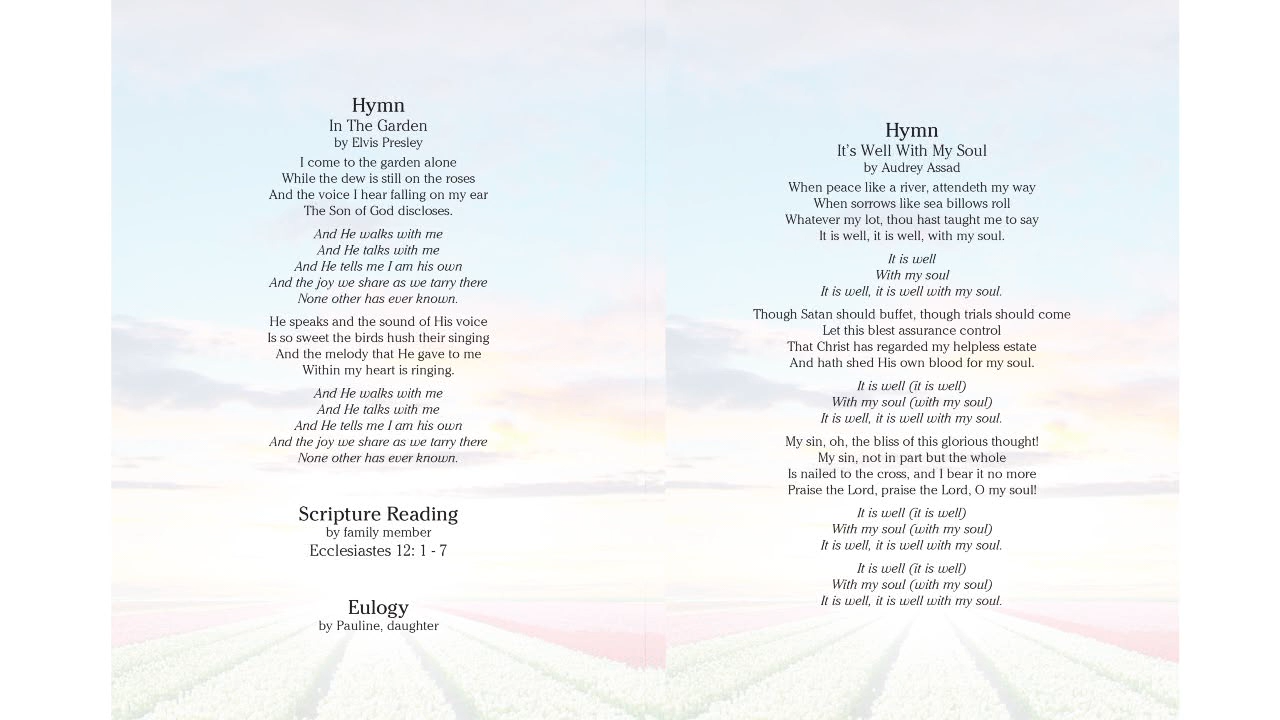 Hymn
In The Garden
by Elvis Presley
I come to the garden alone
While the dew is still on the roses
And the voice I hear falling on my ear
The Son of God discloses.
And He walks with me
And He talks with me
And He tells me I am his own
And the joy we share as we tarry there
None other has ever known.
He speaks and the sound of His voice
Is so sweet the birds hush their singing
And the melody that He gave to me
Within my heart is ringing.
And He walks with me
And He talks with me
And He tells me I am his own
And the joy we share as we tarry there
None other has ever known.
Scripture Reading
by family member
Ecclesiastes 12: 1 - 7
Eulogy
by Pauline, daughter
Hymn
It's Well With My Soul
by Audrey Assad
When peace like a river, attendeth my way
When sorrows like sea billows roll
Whatever my lot, thou hast taught me to say
It is well, it is well, with my soul.
It is well
With my soul
It is well, it is well with my soul.
Though Satan should buffet, though trials should come
Let this blest assurance control
That Christ has regarded my helpless estate
And hath shed His own blood for my soul.
It is well (it is well)
With my soul (with my soul)
It is well, it is well with my soul.
My sin, oh, the bliss of this glorious thought!
My sin, not in part but the whole
Is nailed to the cross, and I bear it no more
Praise the Lord, praise the Lord, O my soul!
It is well (it is well)
With my soul (with my soul)
It is well, it is well with my soul.
It is well (it is well)
With my soul (with my soul)
It is well, it is well with my soul.